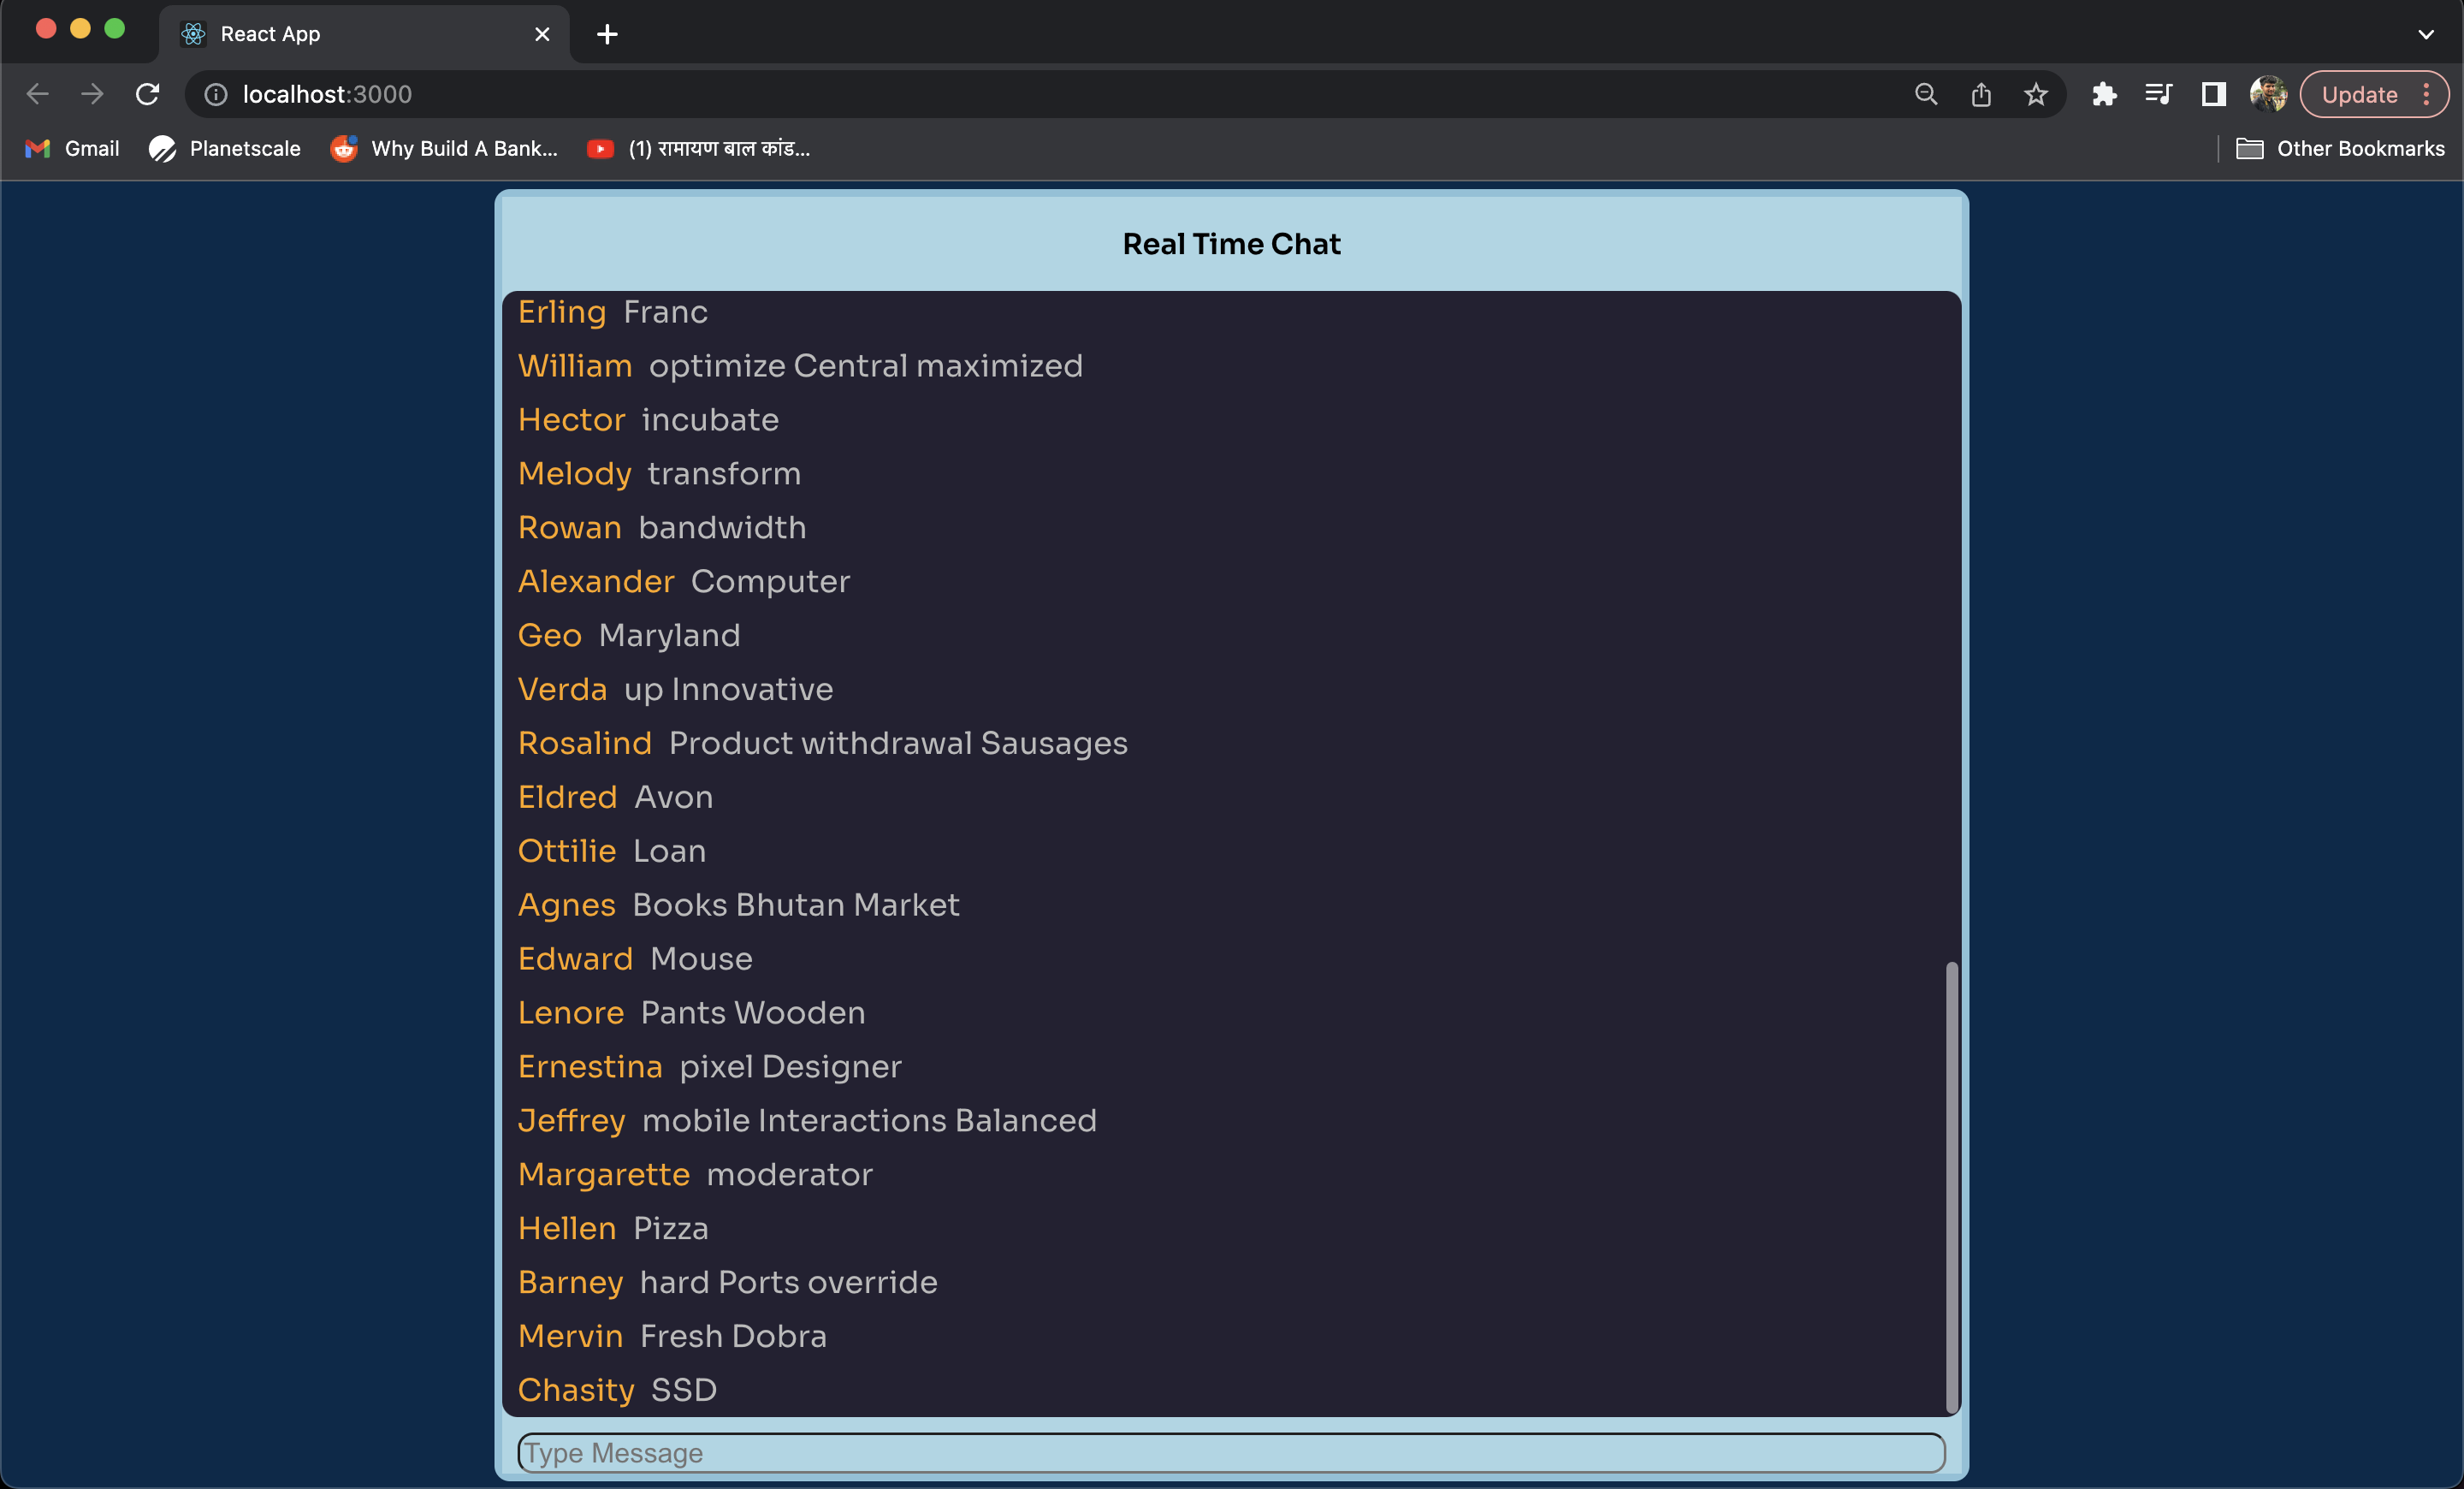 React App
localhost:3000
Update
Gmail Planetscale Why Build A Bank... (1) रामायण बाल कांड... Other Bookmarks
Real Time Chat
Erling Franc
William optimize Central maximized
Hector incubate
Melody transform
Rowan bandwidth
Alexander Computer
Geo Maryland
Verda up Innovative
Rosalind Product withdrawal Sausages
Eldred Avon
Ottilie Loan
Agnes Books Bhutan Market
Edward Mouse
Lenore Pants Wooden
Ernestina pixel Designer
Jeffrey mobile Interactions Balanced
Margarette moderator
Hellen Pizza
Barney hard Ports override
Mervin Fresh Dobra
Chasity SSD
Type Message